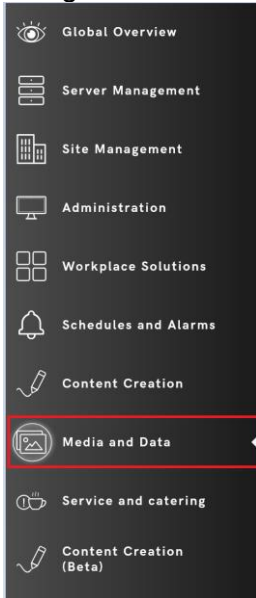 Global Overview
Server Management
Site Management
Administration
Workplace Solutions
Schedules and Alarms
Content Creation
Media and Data
Service and catering
Content Creation
(Beta)